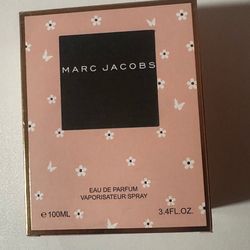 MARC JACOBS
EAU DE PARFUM
VAPORISATEUR SPRAY
e 100ML 3.4FL.OZ.